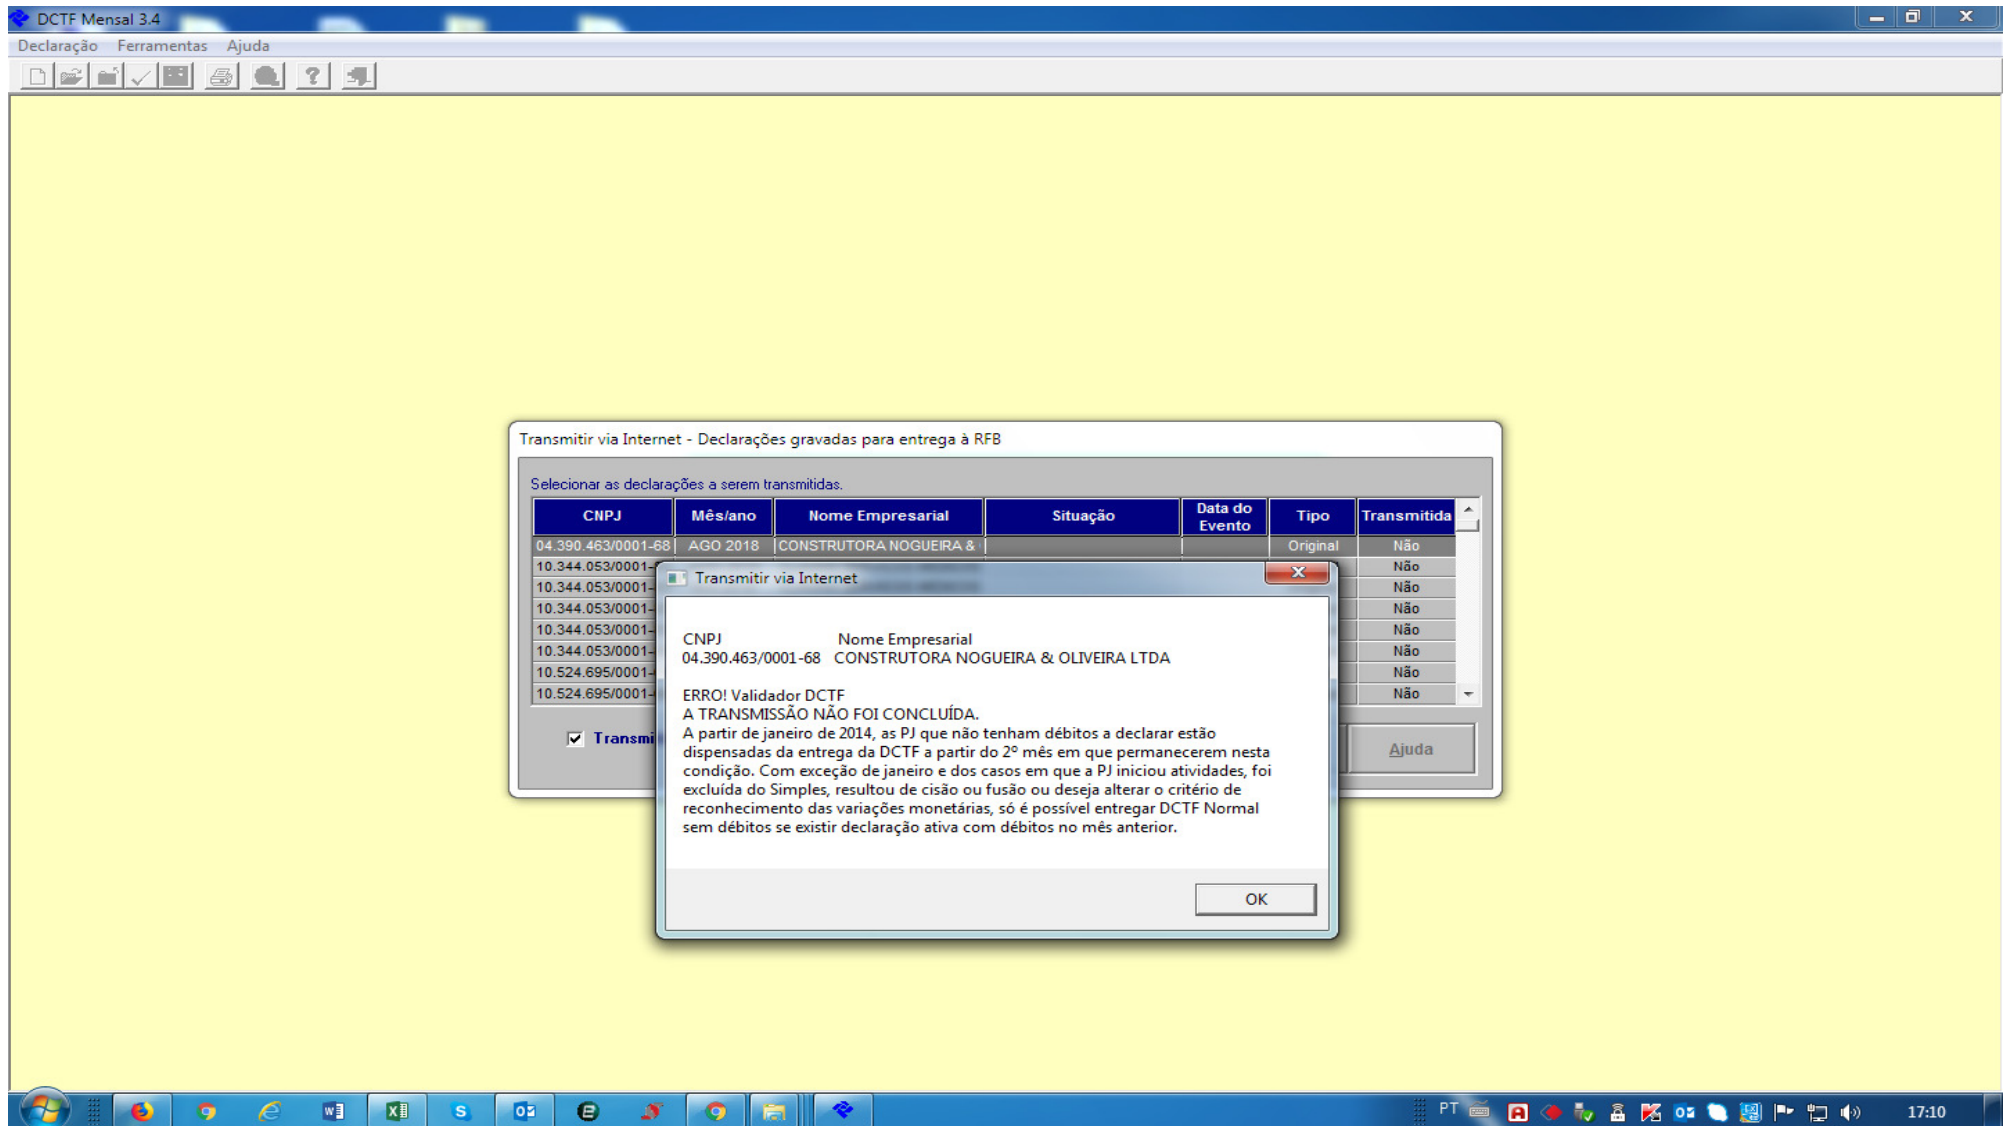 DCTF Mensal 3.4
Declaração Ferramentas Ajuda
Transmitir via Internet - Declarações gravadas para entrega à RFB
Selecionar as declarações a serem transmitidas.
CNPJ Mês/ano Nome Empresarial Situação Data do Evento Tipo Transmitida
04.390.463/0001-68 AGO 2018 CONSTRUTORA NOGUEIRA & Original Não
10.344.053/0001- Não
10.344.053/0001- Não
10.344.053/0001- Não
10.344.053/0001- Não
10.344.053/0001- Não
10.524.695/0001- Não
10.524.695/0001- Não
Transmi
Ajuda
Transmitir via Internet
CNPJ Nome Empresarial
04.390.463/0001-68 CONSTRUTORA NOGUEIRA & OLIVEIRA LTDA
ERRO! Validador DCTF
A TRANSMISSÃO NÃO FOI CONCLUÍDA.
A partir de janeiro de 2014, as PJ que não tenham débitos a declarar estão
dispensadas da entrega da DCTF a partir do 2º mês em que permanecerem nesta
condição. Com exceção de janeiro e dos casos em que a PJ iniciou atividades, foi
excluída do Simples, resultou de cisão ou fusão ou deseja alterar o critério de
reconhecimento das variações monetárias, só é possível entregar DCTF Normal
sem débitos se existir declaração ativa com débitos no mês anterior.
OK
PT
17:10